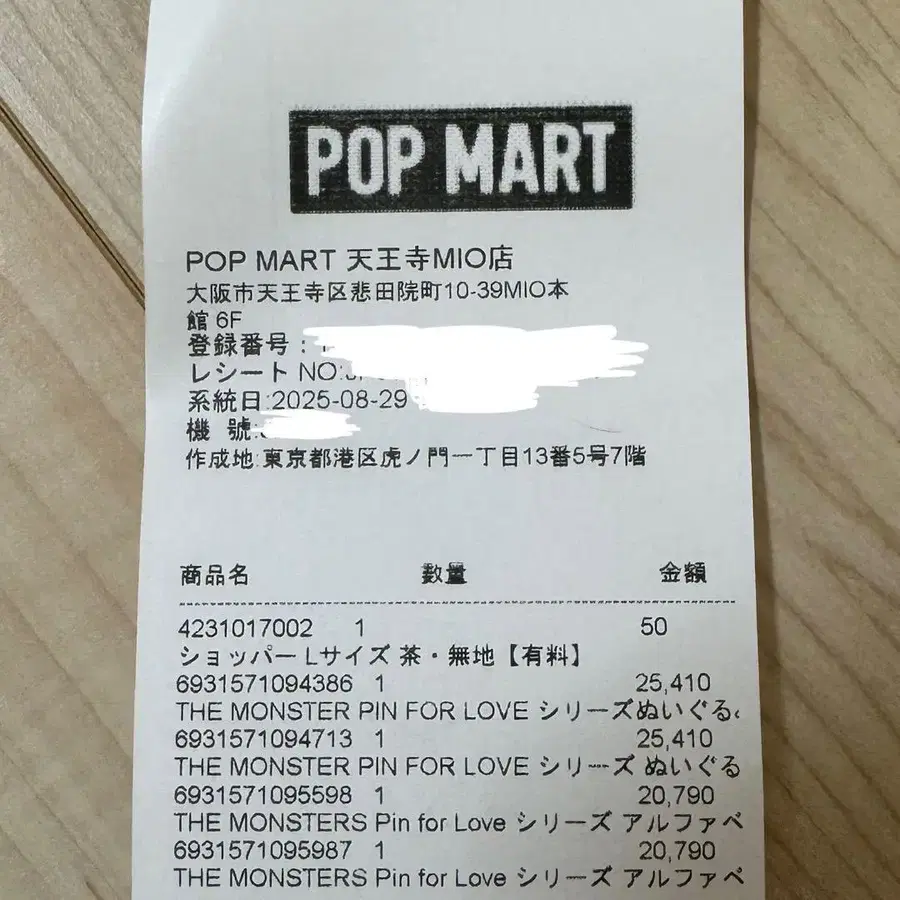 POP MART
POP MART 天王寺MIO店
大阪市天王寺区悲田院町10-39MIO本
館 6F
登録番号:
レシート NO:
系統日:2025-08-29
機 號:
作成地:東京都港区虎ノ門一丁目13番5号7階
商品名 数量 金額
4231017002 1 50
ショッパー Lサイズ 茶・無地【有料】
6931571094386 1 25,410
THE MONSTER PIN FOR LOVE シリーズぬいぐる
6931571094713 1 25,410
THE MONSTER PIN FOR LOVE シリーズ ぬいぐる
6931571095598 1 20,790
THE MONSTERS Pin for Love シリーズ アルファベ
6931571095987 1 20,790
THE MONSTERS Pin for Love シリーズ アルファベ